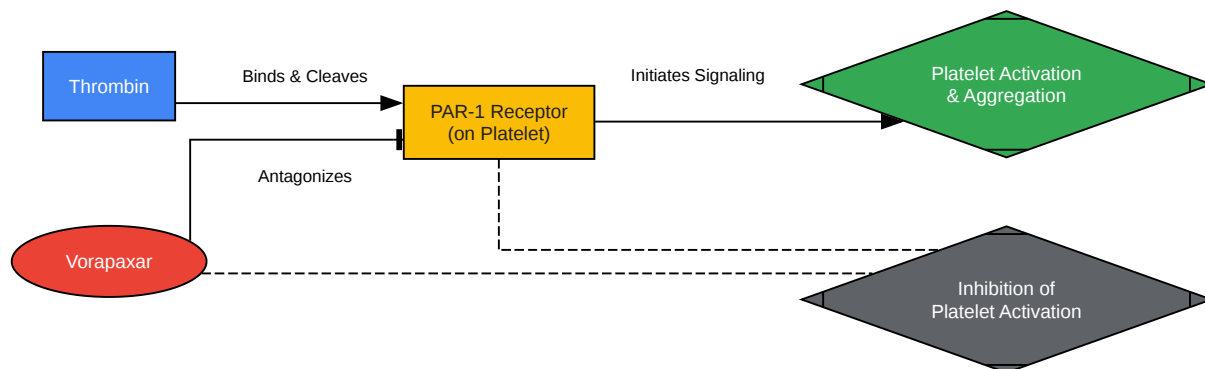 Thrombin
Binds & Cleaves
Initiates Signaling
Platelet Activation
& Aggregation
PAR-1 Receptor
(on Platelet)
Antagonizes
Vorapaxar
Inhibition of
Platelet Activation